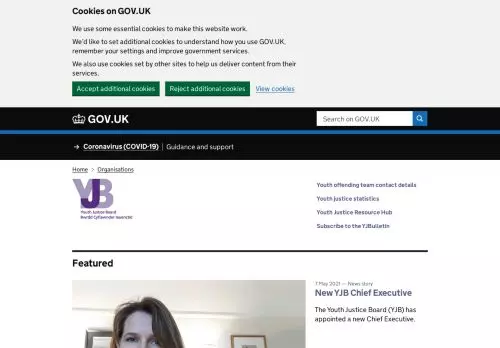 Cookies on GOV.UK
We use some essential cookies to make this website work.
We'd like to set additional cookies to understand how you use GOV.UK,
remember your settings and improve government services.
We also use cookies set by other sites to help us deliver content from their
services.
Accept additional cookies
Reject additional cookies
View cookies
GOV.UK
Search on GOV.UK
→ Coronavirus (COVID-19) | Guidance and support
Home > Organisations
YJB
Youth Justice Board
Bwrdd Cyfiawnder Ieuenctid
Youth offending team contact details
Youth justice statistics
Youth Justice Resource Hub
Subscribe to the YJBulletin
Featured
7 May 2021 — News story
New YJB Chief Executive
The Youth Justice Board (YJB) has
appointed a new Chief Executive.